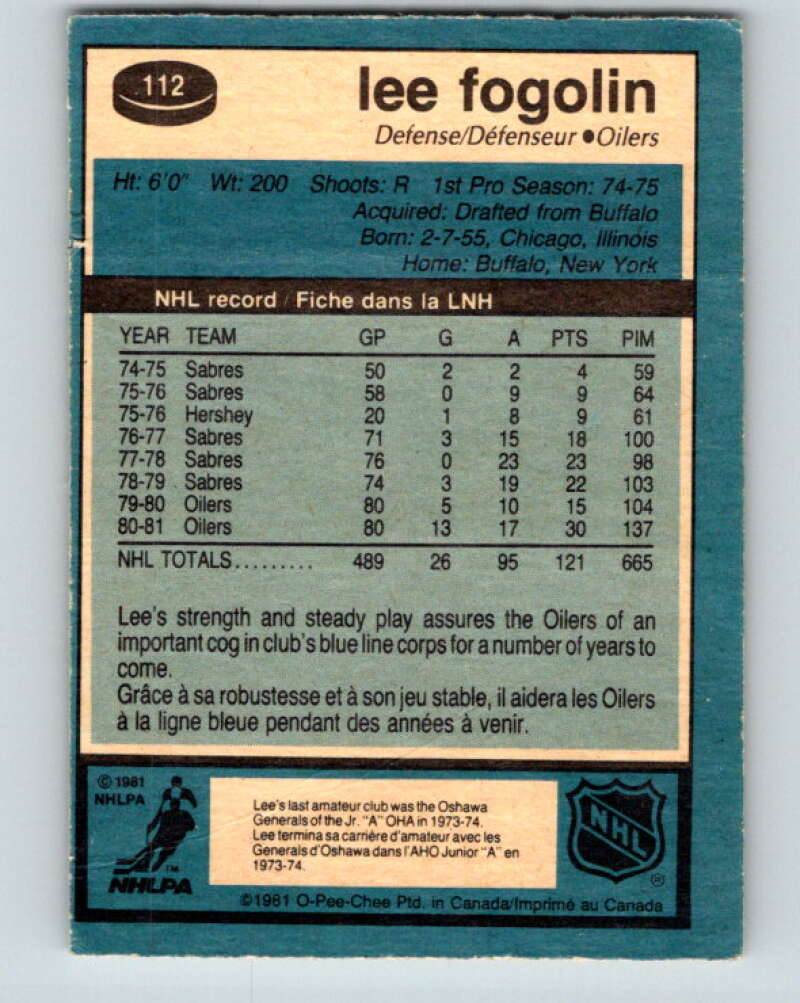 112
lee fogolin
Defense/Défenseur ●Oilers
Ht: 6'0" Wt: 200 Shoots: R 1st Pro Season: 74-75
Acquired: Drafted from Buffalo
Born: 2-7-55, Chicago, Illinois
Home: Buffalo, New York
NHL record / Fiche dans la LNH
YEAR TEAM GP G A PTS PIM
74-75 Sabres 50 2 2 4 59
75-76 Sabres 58 0 9 9 64
75-76 Hershey 20 1 8 9 61
76-77 Sabres 71 3 15 18 100
77-78 Sabres 76 0 23 23 98
78-79 Sabres 74 3 19 22 103
79-80 Oilers 80 5 10 15 104
80-81 Oilers 80 13 17 30 137
NHL TOTALS......... 489 26 95 121 665
Lee's strength and steady play assures the Oilers of an
important cog in club's blue line corps for a number of years to
come.
Grâce à sa robustesse et à son jeu stable, il aidera les Oilers
à la ligne bleue pendant des années à venir.
©1981
NHLPA
TM
NHLPA
Lee's last amateur club was the Oshawa
Generals of the Jr. "A" OHA in 1973-74.
Lee termina sa carrière d'amateur avec les
Generals d'Oshawa dans l'AHO Junior "A" en
1973-74.
NHL
®
©1981 O-Pee-Chee Ptd. in Canada/Imprimé au Canada